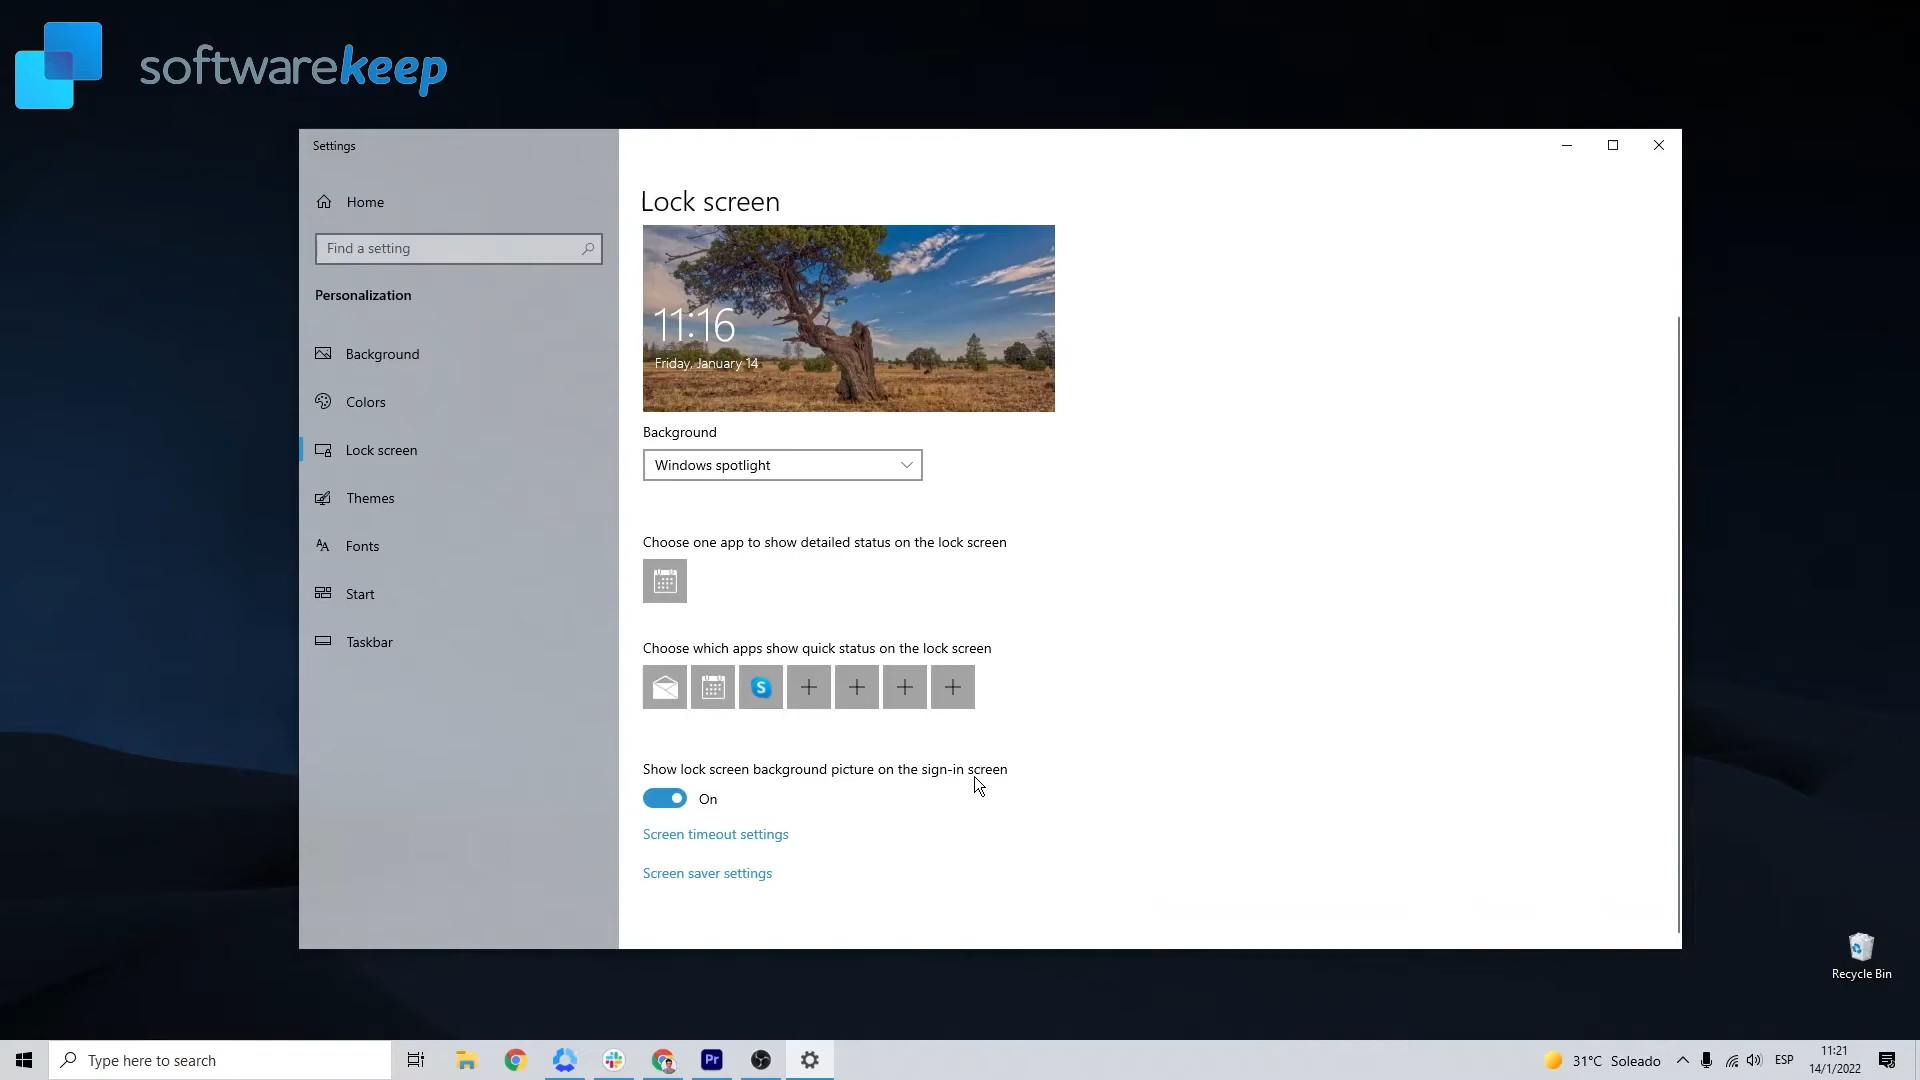 softwarekeep
Settings
Home
Find a setting
Personalization
Background
Colors
Lock screen
Themes
Fonts
Start
Taskbar
Lock screen
11:16
Friday, January 14
Background
Windows spotlight
Choose one app to show detailed status on the lock screen
Choose which apps show quick status on the lock screen
S
Show lock screen background picture on the sign-in screen
On
Screen timeout settings
Screen saver settings
Recycle Bin
Type here to search
Pr
31°C Soleado
ESP
11:21
14/1/2022